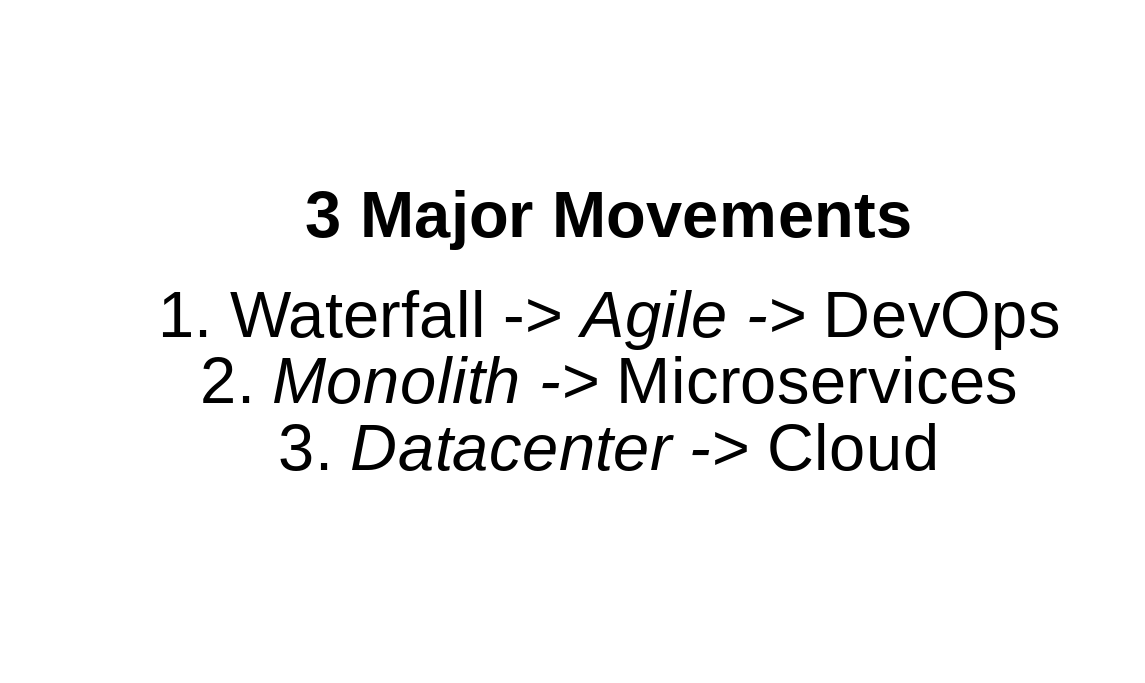 3 Major Movements
1. Waterfall -> Agile -> DevOps
2. Monolith -> Microservices
3. Datacenter -> Cloud